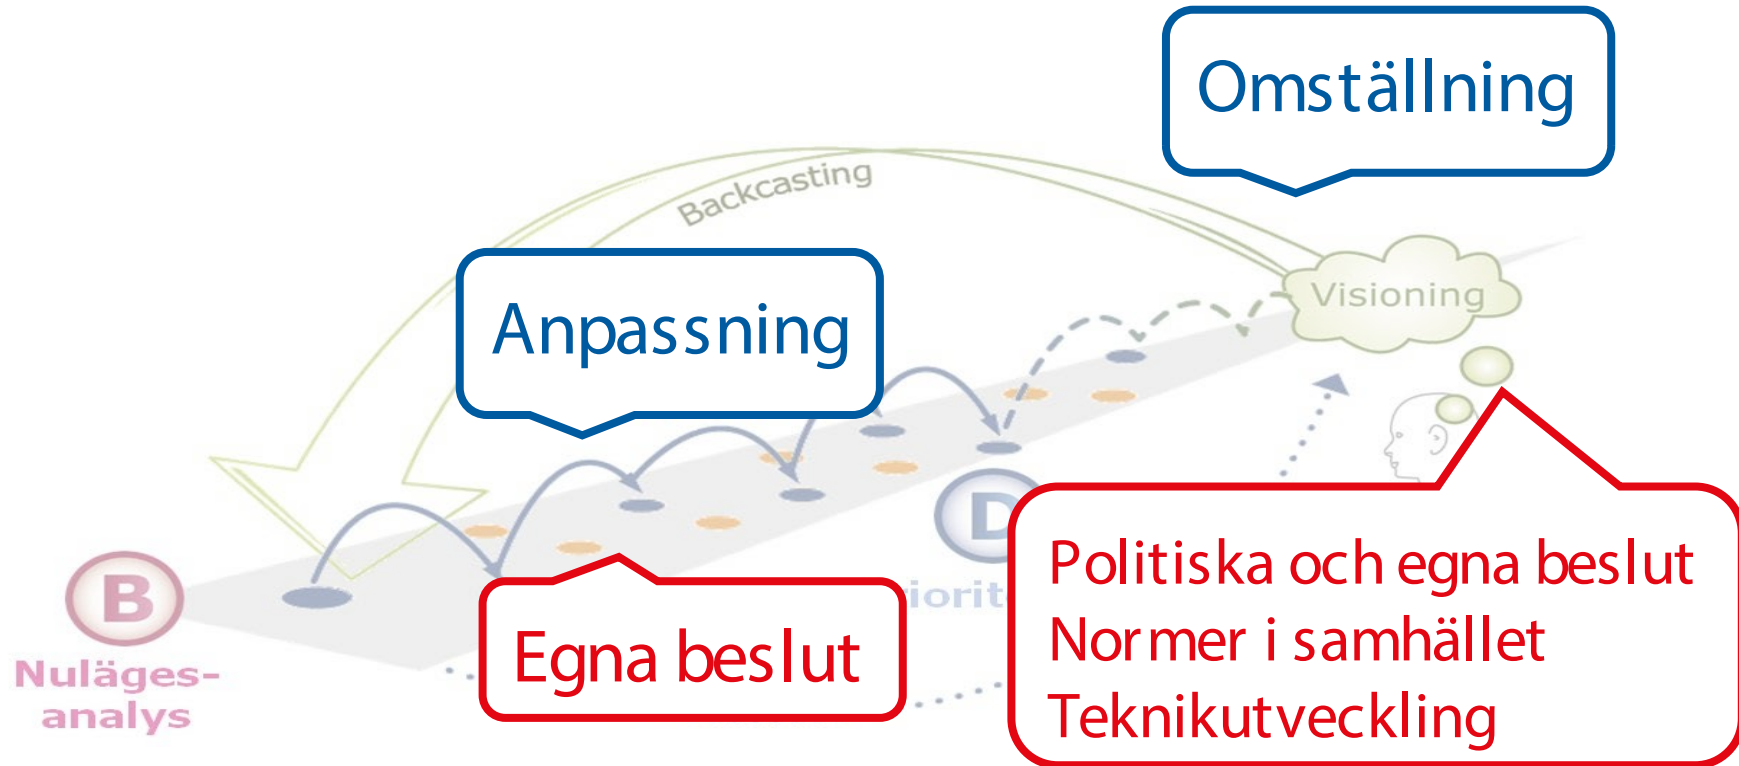 Omställning
Backcasting
Visioning
Anpassning
B
Nuläges-
analys
D
Egna beslut
Politiska och egna beslut
Normer i samhället
Teknikutveckling